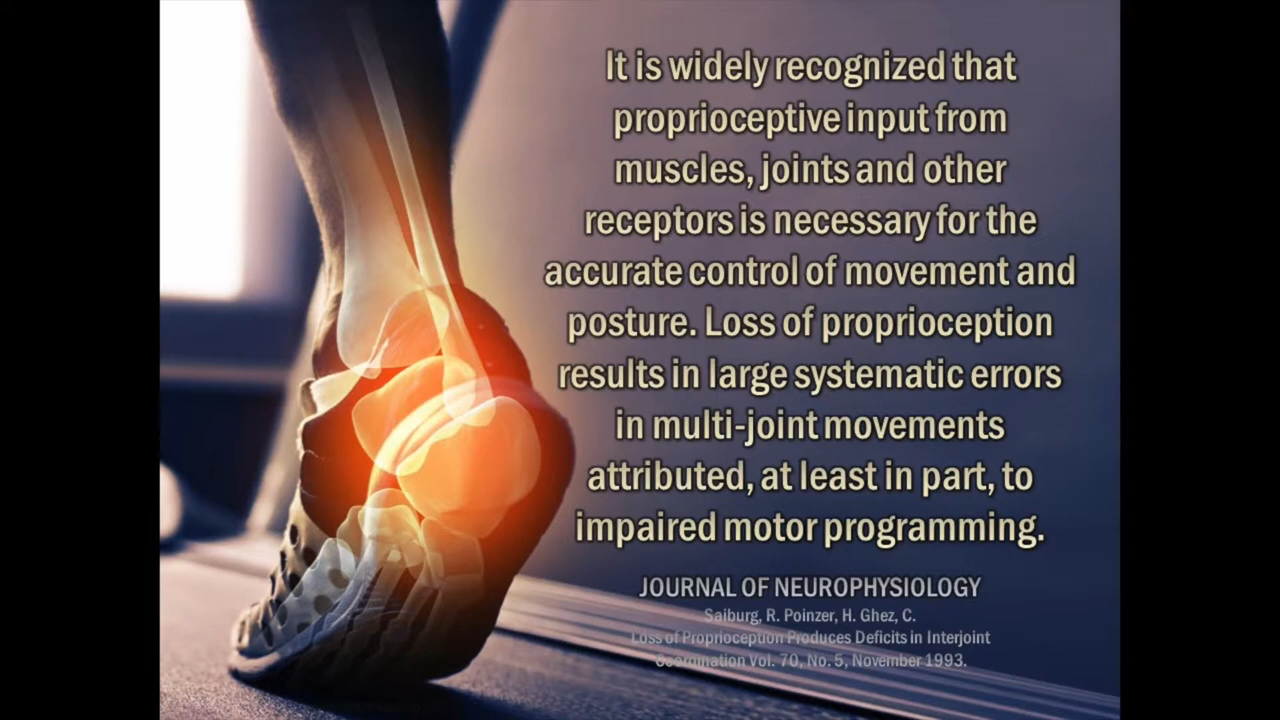 It is widely recognized that
proprioceptive input from
muscles, joints and other
receptors is necessary for the
accurate control of movement and
posture. Loss of proprioception
results in large systematic errors
in multi-joint movements
attributed, at least in part, to
impaired motor programming.
JOURNAL OF NEUROPHYSIOLOGY
Saiburg, R. Poinzer, H. Ghez, C.
Loss of Proprioception Produces Deficits in Interjoint
Coordination Vol. 70, No. 5, November 1993.